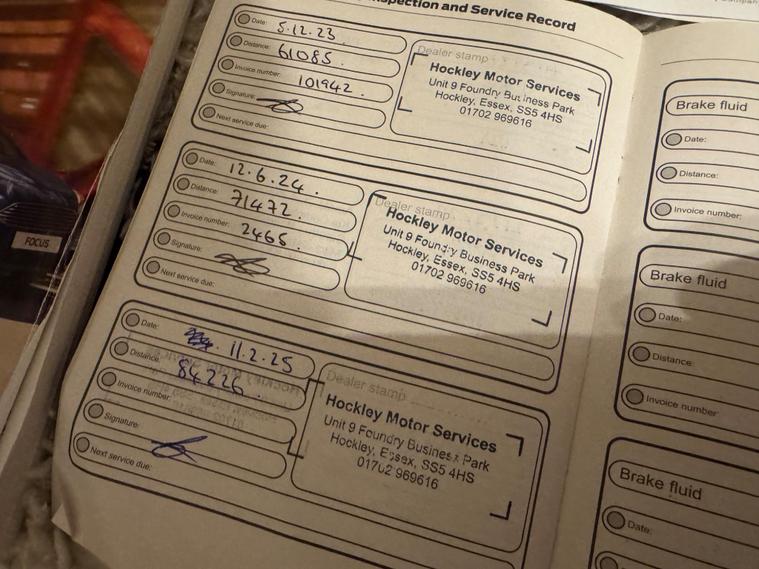 Inspection and Service Record
Date: 5.12.23
Distance: 61085
Invoice number: 101942
Signature:
Next service due:
Dealer stamp
Hockley Motor Services
Unit 9 Foundry Business Park
Hockley, Essex, SS5 4HS
01702 969616
Date: 12.6.24
Distance: 71472
Invoice number: 2465
Signature:
Next service due:
Dealer stamp
Hockley Motor Services
Unit 9 Foundry Business Park
Hockley, Essex, SS5 4HS
01702 969616
Date: 11.2.25
Distance: 84226
Invoice number:
Signature:
Next service due:
Dealer stamp
Hockley Motor Services
Unit 9 Foundry Business Park
Hockley, Essex, SS5 4HS
01702 969616
Brake fluid
Date:
Distance:
Invoice number:
Brake fluid
Date:
Distance:
Invoice number:
Brake fluid
Date:
FOCUS